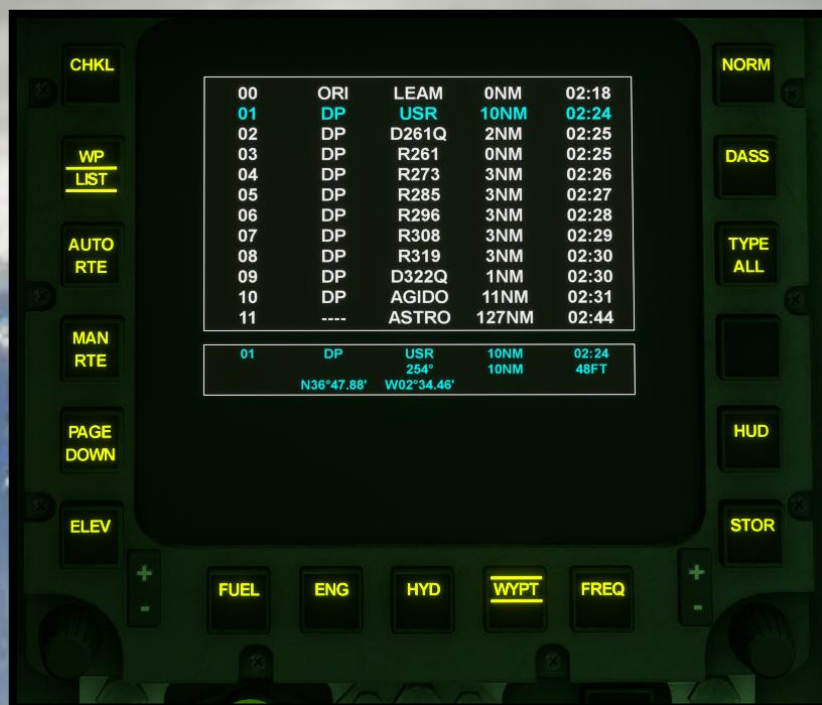 CHKL
NORM
00 ORI LEAM 0NM 02:18
01 DP USR 10NM 02:24
02 DP D261Q 2NM 02:25
03 DP R261 0NM 02:25
04 DP R273 3NM 02:26
05 DP R285 3NM 02:27
06 DP R296 3NM 02:28
07 DP R308 3NM 02:29
08 DP R319 3NM 02:30
09 DP D322Q 1NM 02:30
10 DP AGIDO 11NM 02:31
11 ---- ASTRO 127NM 02:44
WP
LIST
DASS
AUTO
RTE
TYPE
ALL
MAN
RTE
01 DP USR 10NM 02:24
254° 10NM 48FT
N36°47.88' W02°34.46'
PAGE
DOWN
HUD
ELEV
STOR
+
-
FUEL ENG HYD WYPT FREQ
+
-